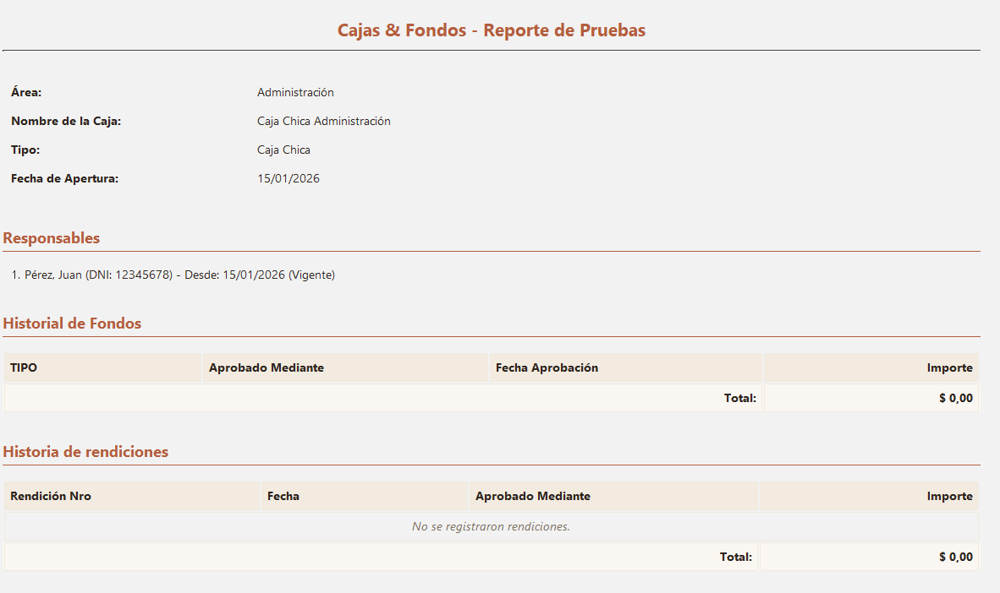 Cajas & Fondos - Reporte de Pruebas
Área: Administración
Nombre de la Caja: Caja Chica Administración
Tipo: Caja Chica
Fecha de Apertura: 15/01/2026
Responsables
1. Pérez, Juan (DNI: 12345678) - Desde: 15/01/2026 (Vigente)
Historial de Fondos
TIPO Aprobado Mediante Fecha Aprobación Importe
Total: $ 0,00
Historia de rendiciones
Rendición Nro Fecha Aprobado Mediante Importe
No se registraron rendiciones.
Total: $ 0,00